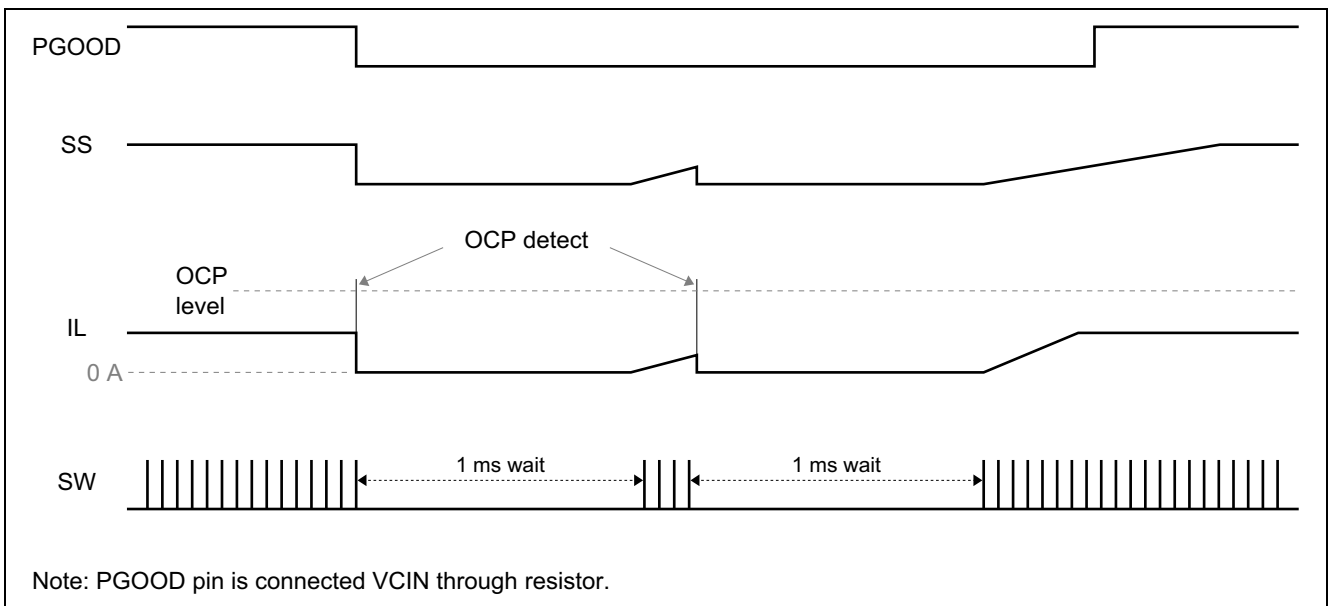 PGOOD
SS
OCP detect
OCP
level
IL
0 A
1 ms wait
1 ms wait
SW
Note: PGOOD pin is connected VCIN through resistor.